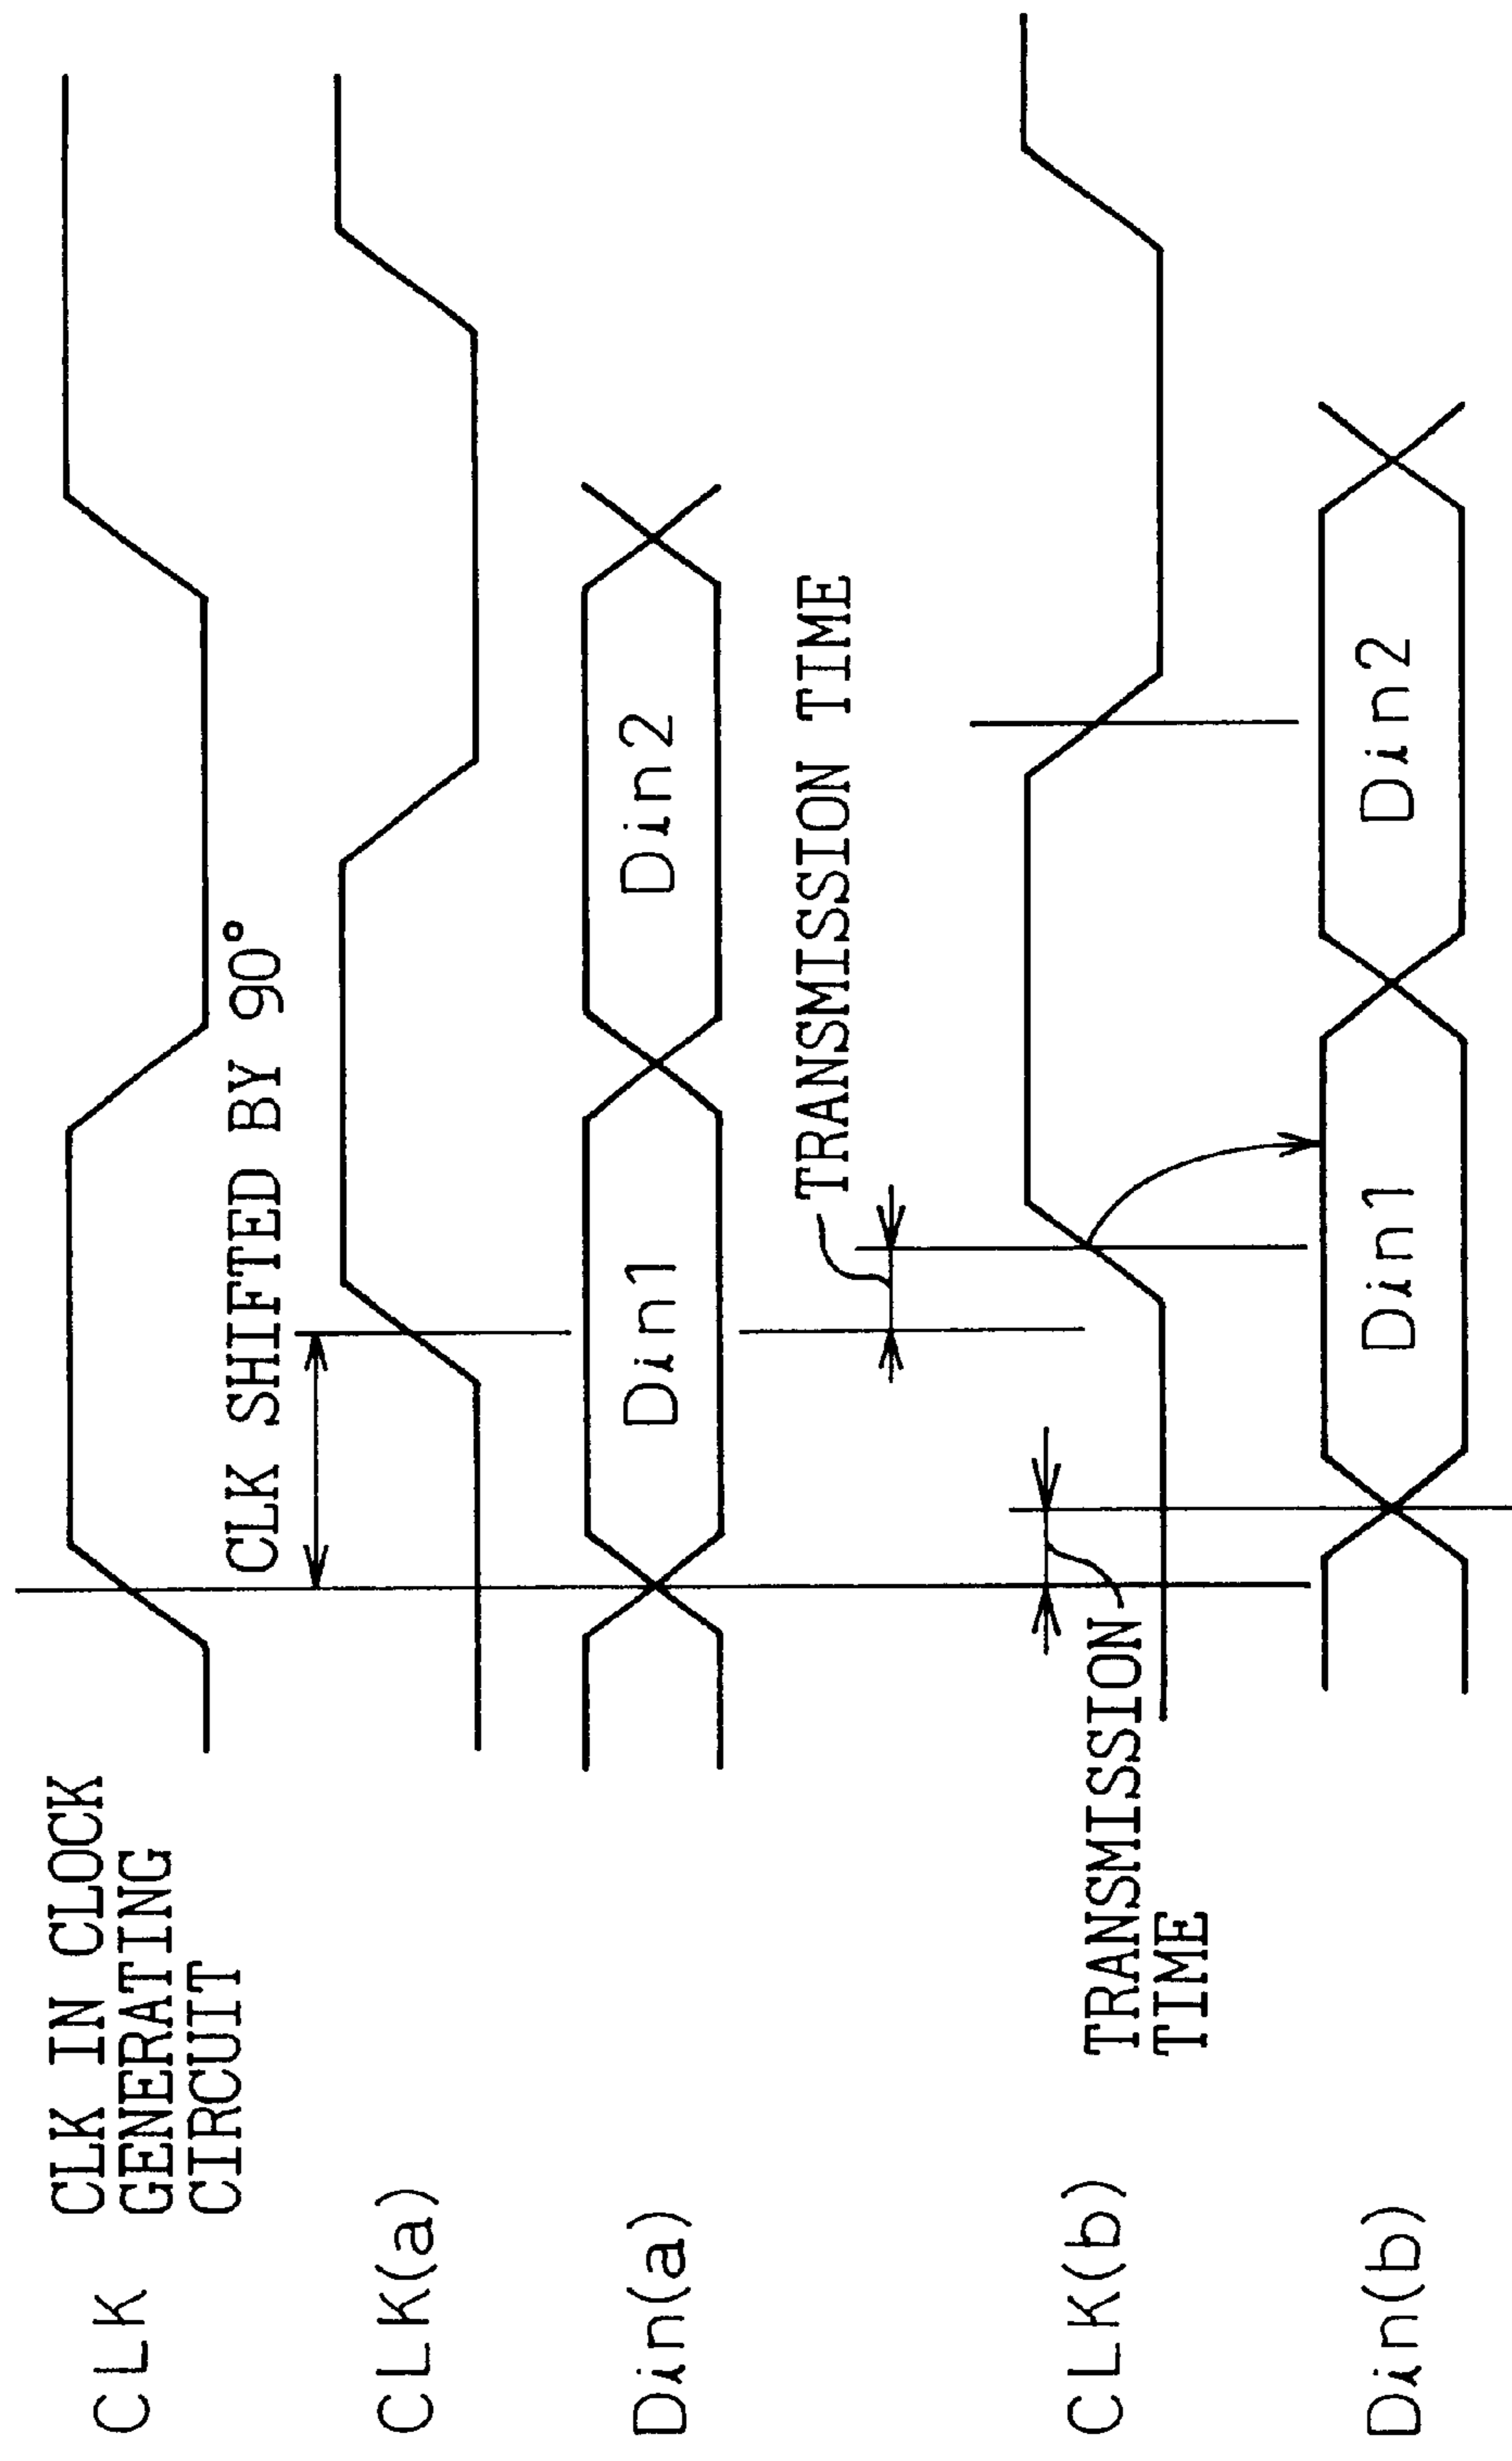 CLK
CLK IN CLOCK
GENERATING
CIRCUIT
CLK SHIFTED BY 90°
CLK(a)
Din(a)
Din1
Din2
TRANSMISSION TIME
CLK(b)
TRANSMISSION
TIME
Din(b)
Din1
Din2